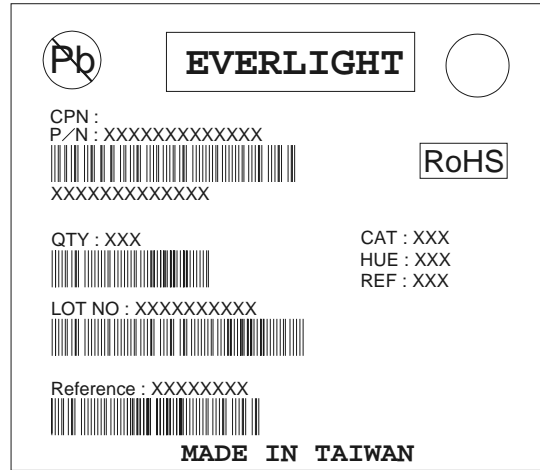 Pb
EVERLIGHT
CPN :
P/N : XXXXXXXXXXXXX
RoHS
XXXXXXXXXXXXX
QTY : XXX
CAT : XXX
HUE : XXX
REF : XXX
LOT NO : XXXXXXXXXX
Reference : XXXXXXXX
MADE IN TAIWAN